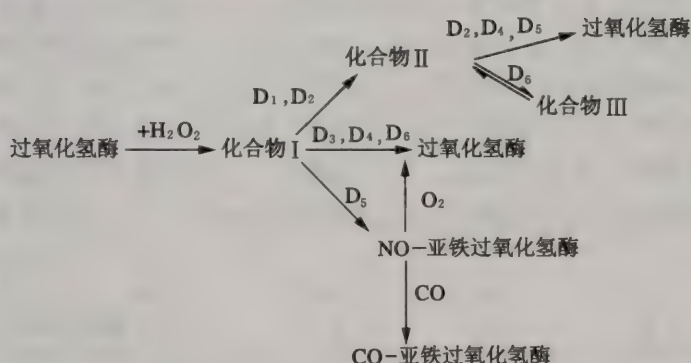 D₂,D₄,D₅ 过氧化氢酶
化合物Ⅱ
D₆
D₁,D₂
化合物Ⅲ
过氧化氢酶 +H₂O₂ 化合物Ⅰ D₃,D₄,D₆ 过氧化氢酶
D₅
O₂
NO-亚铁过氧化氢酶
CO
CO-亚铁过氧化氢酶